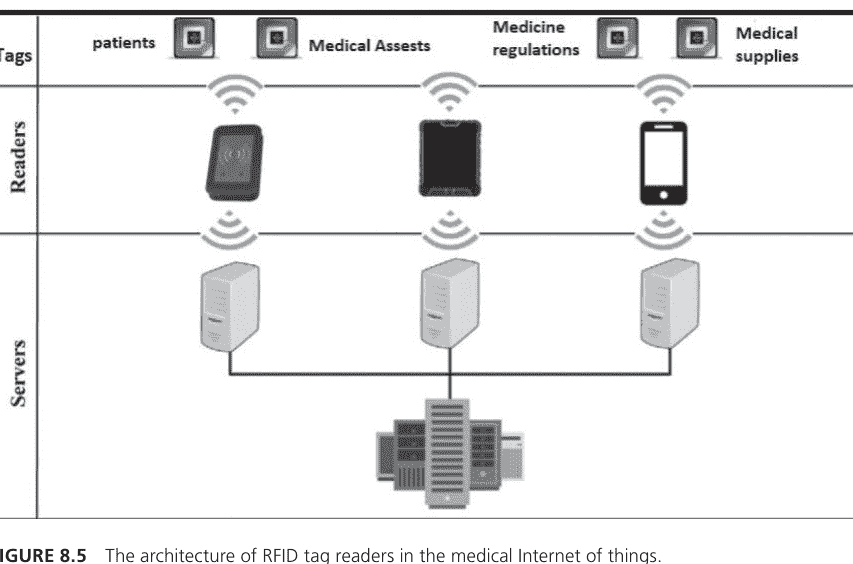 patients
Medical Assests
Medicine
regulations
Medical
supplies
Tags
Readers
Servers
IGURE 8.5 The architecture of RFID tag readers in the medical Internet of things.